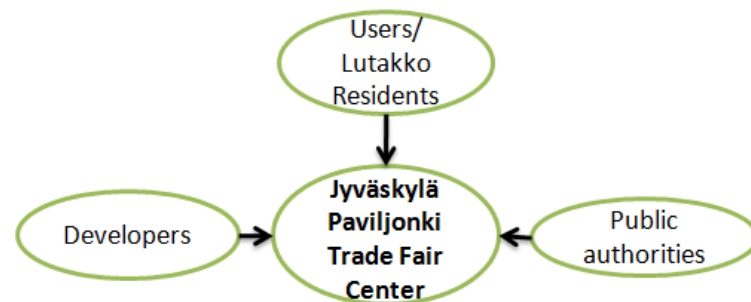 Users/
Lutakko
Residents
Jyväskylä
Paviljonki
Trade Fair
Center
Developers
Public
authorities